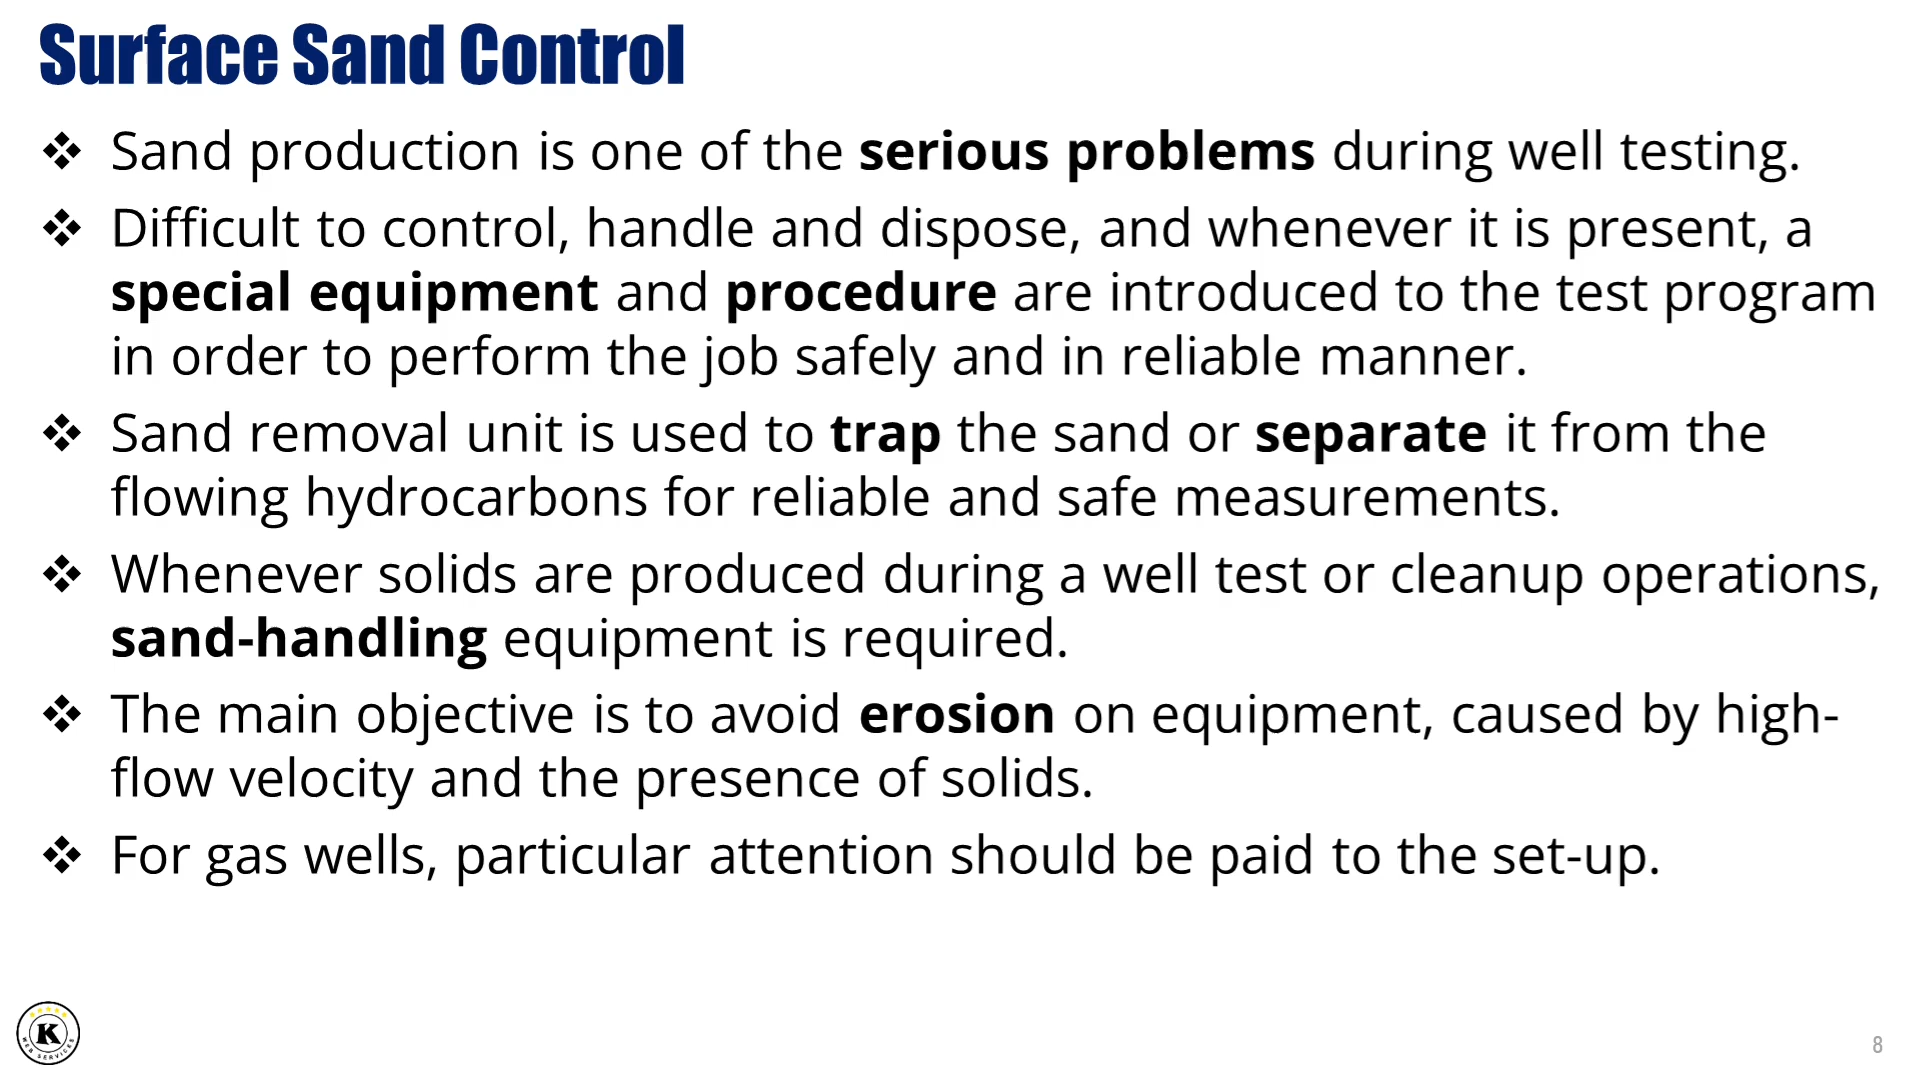 Surface Sand Control
❖ Sand production is one of the serious problems during well testing.
❖ Difficult to control, handle and dispose, and whenever it is present, a
special equipment and procedure are introduced to the test program
in order to perform the job safely and in reliable manner.
❖ Sand removal unit is used to trap the sand or separate it from the
flowing hydrocarbons for reliable and safe measurements.
❖ Whenever solids are produced during a well test or cleanup operations,
sand-handling equipment is required.
❖ The main objective is to avoid erosion on equipment, caused by high-
flow velocity and the presence of solids.
❖ For gas wells, particular attention should be paid to the set-up.
K
WEB SERVICES
8